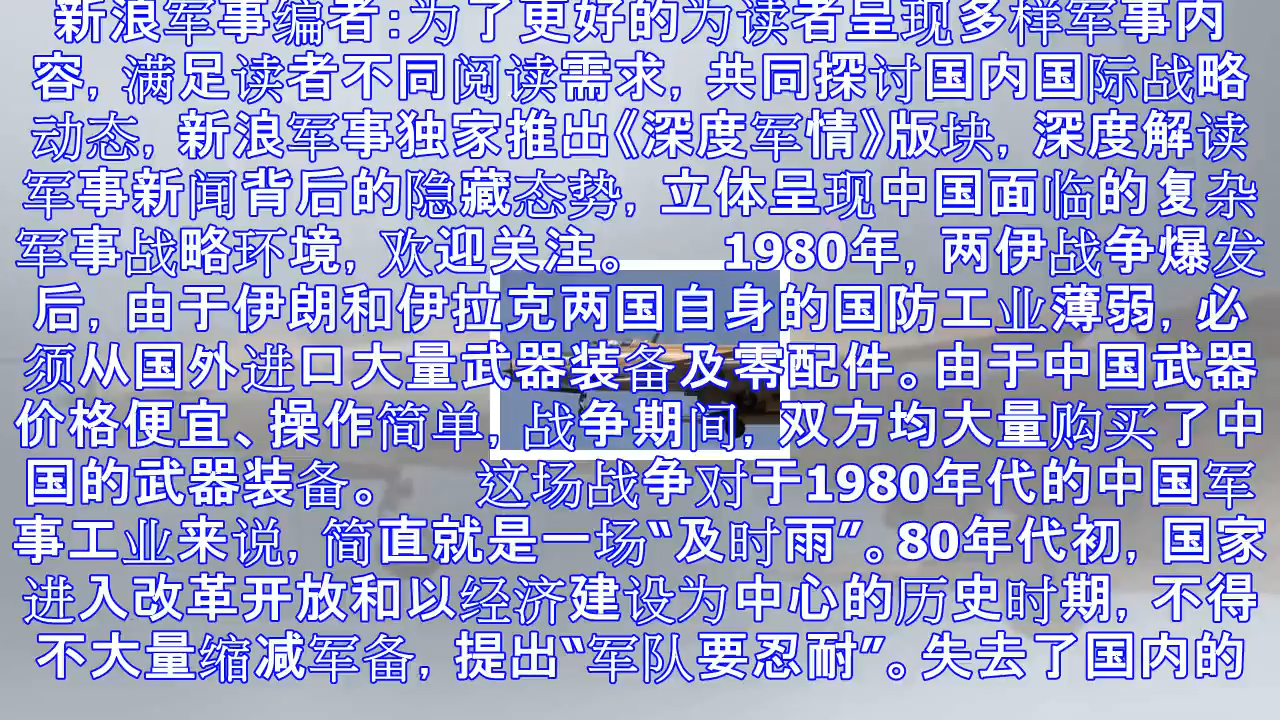 新浪军事编者:为了更好的为读者呈现多样军事内
容, 满足读者不同阅读需求, 共同探讨国内国际战略
动态, 新浪军事独家推出《深度军情》版块, 深度解读
军事新闻背后的隐藏态势, 立体呈现中国面临的复杂
军事战略环境, 欢迎关注。 1980年, 两伊战争爆发
后, 由于伊朗和伊拉克两国自身的国防工业薄弱, 必
须从国外进口大量武器装备及零配件。由于中国武器
价格便宜、操作简单, 战争期间, 双方均大量购买了中
国的武器装备。 这场战争对于1980年代的中国军
事工业来说, 简直就是一场“及时雨”。80年代初, 国家
进入改革开放和以经济建设为中心的历史时期, 不得
不大量缩减军备, 提出“军队要忍耐”。失去了国内的